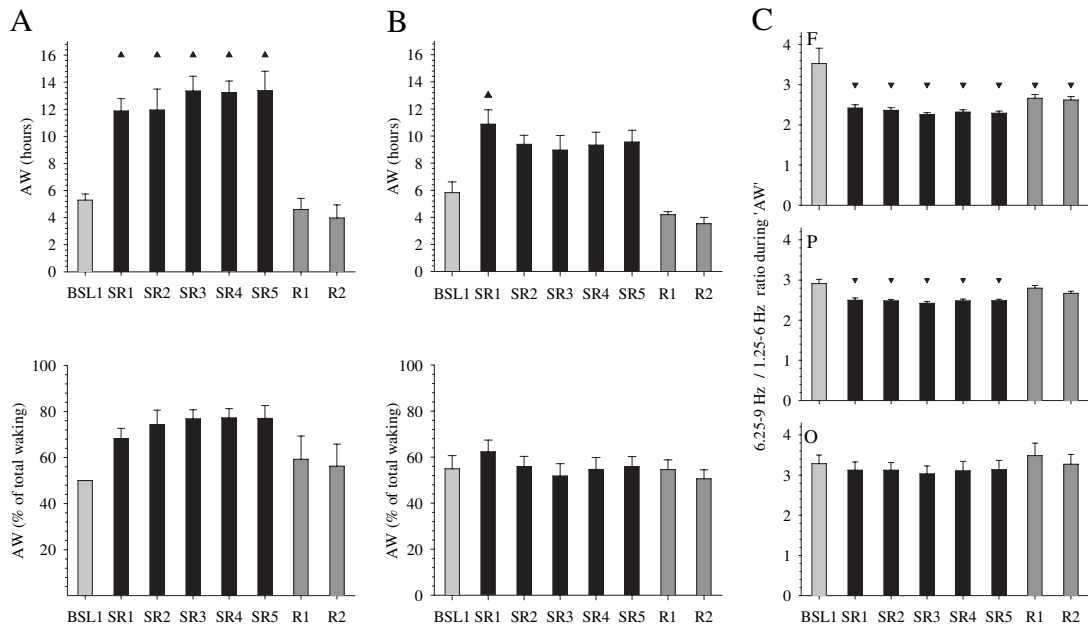 A
AW (hours)
16
14
12
10
8
6
4
2
0
BSL1 SR1 SR2 SR3 SR4 SR5 R1 R2
AW (% of total waking)
100
80
60
40
20
BSL1 SR1 SR2 SR3 SR4 SR5 R1 R2
B
AW (hours)
16
14
12
10
8
6
4
2
0
BSL1 SR1 SR2 SR3 SR4 SR5 R1 R2
AW (% of total waking)
100
80
60
40
20
0
BSL1 SR1 SR2 SR3 SR4 SR5 R1 R2
C
6.25-9 Hz / 1.25-6 Hz ratio during 'AW'
F
4
3
2
1
0
P
4
3
2
1
0
O
4
3
2
1
0
BSL1 SR1 SR2 SR3 SR4 SR5 R1 R2